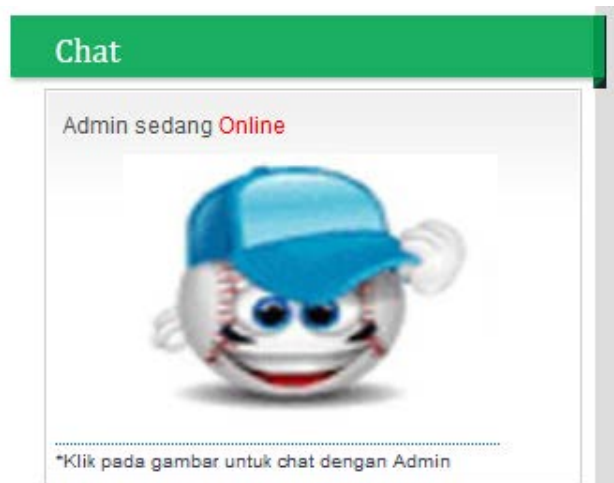 Chat
Admin sedang Online
*Klik pada gambar untuk chat dengan Admin